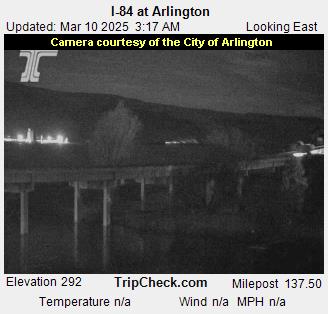 I-84 at Arlington
Updated: Mar 10 2025 3:17 AM Looking East
Camera courtesy of the City of Arlington
Elevation 292 TripCheck.com Milepost 137.50
Temperature n/a Wind n/a MPH n/a